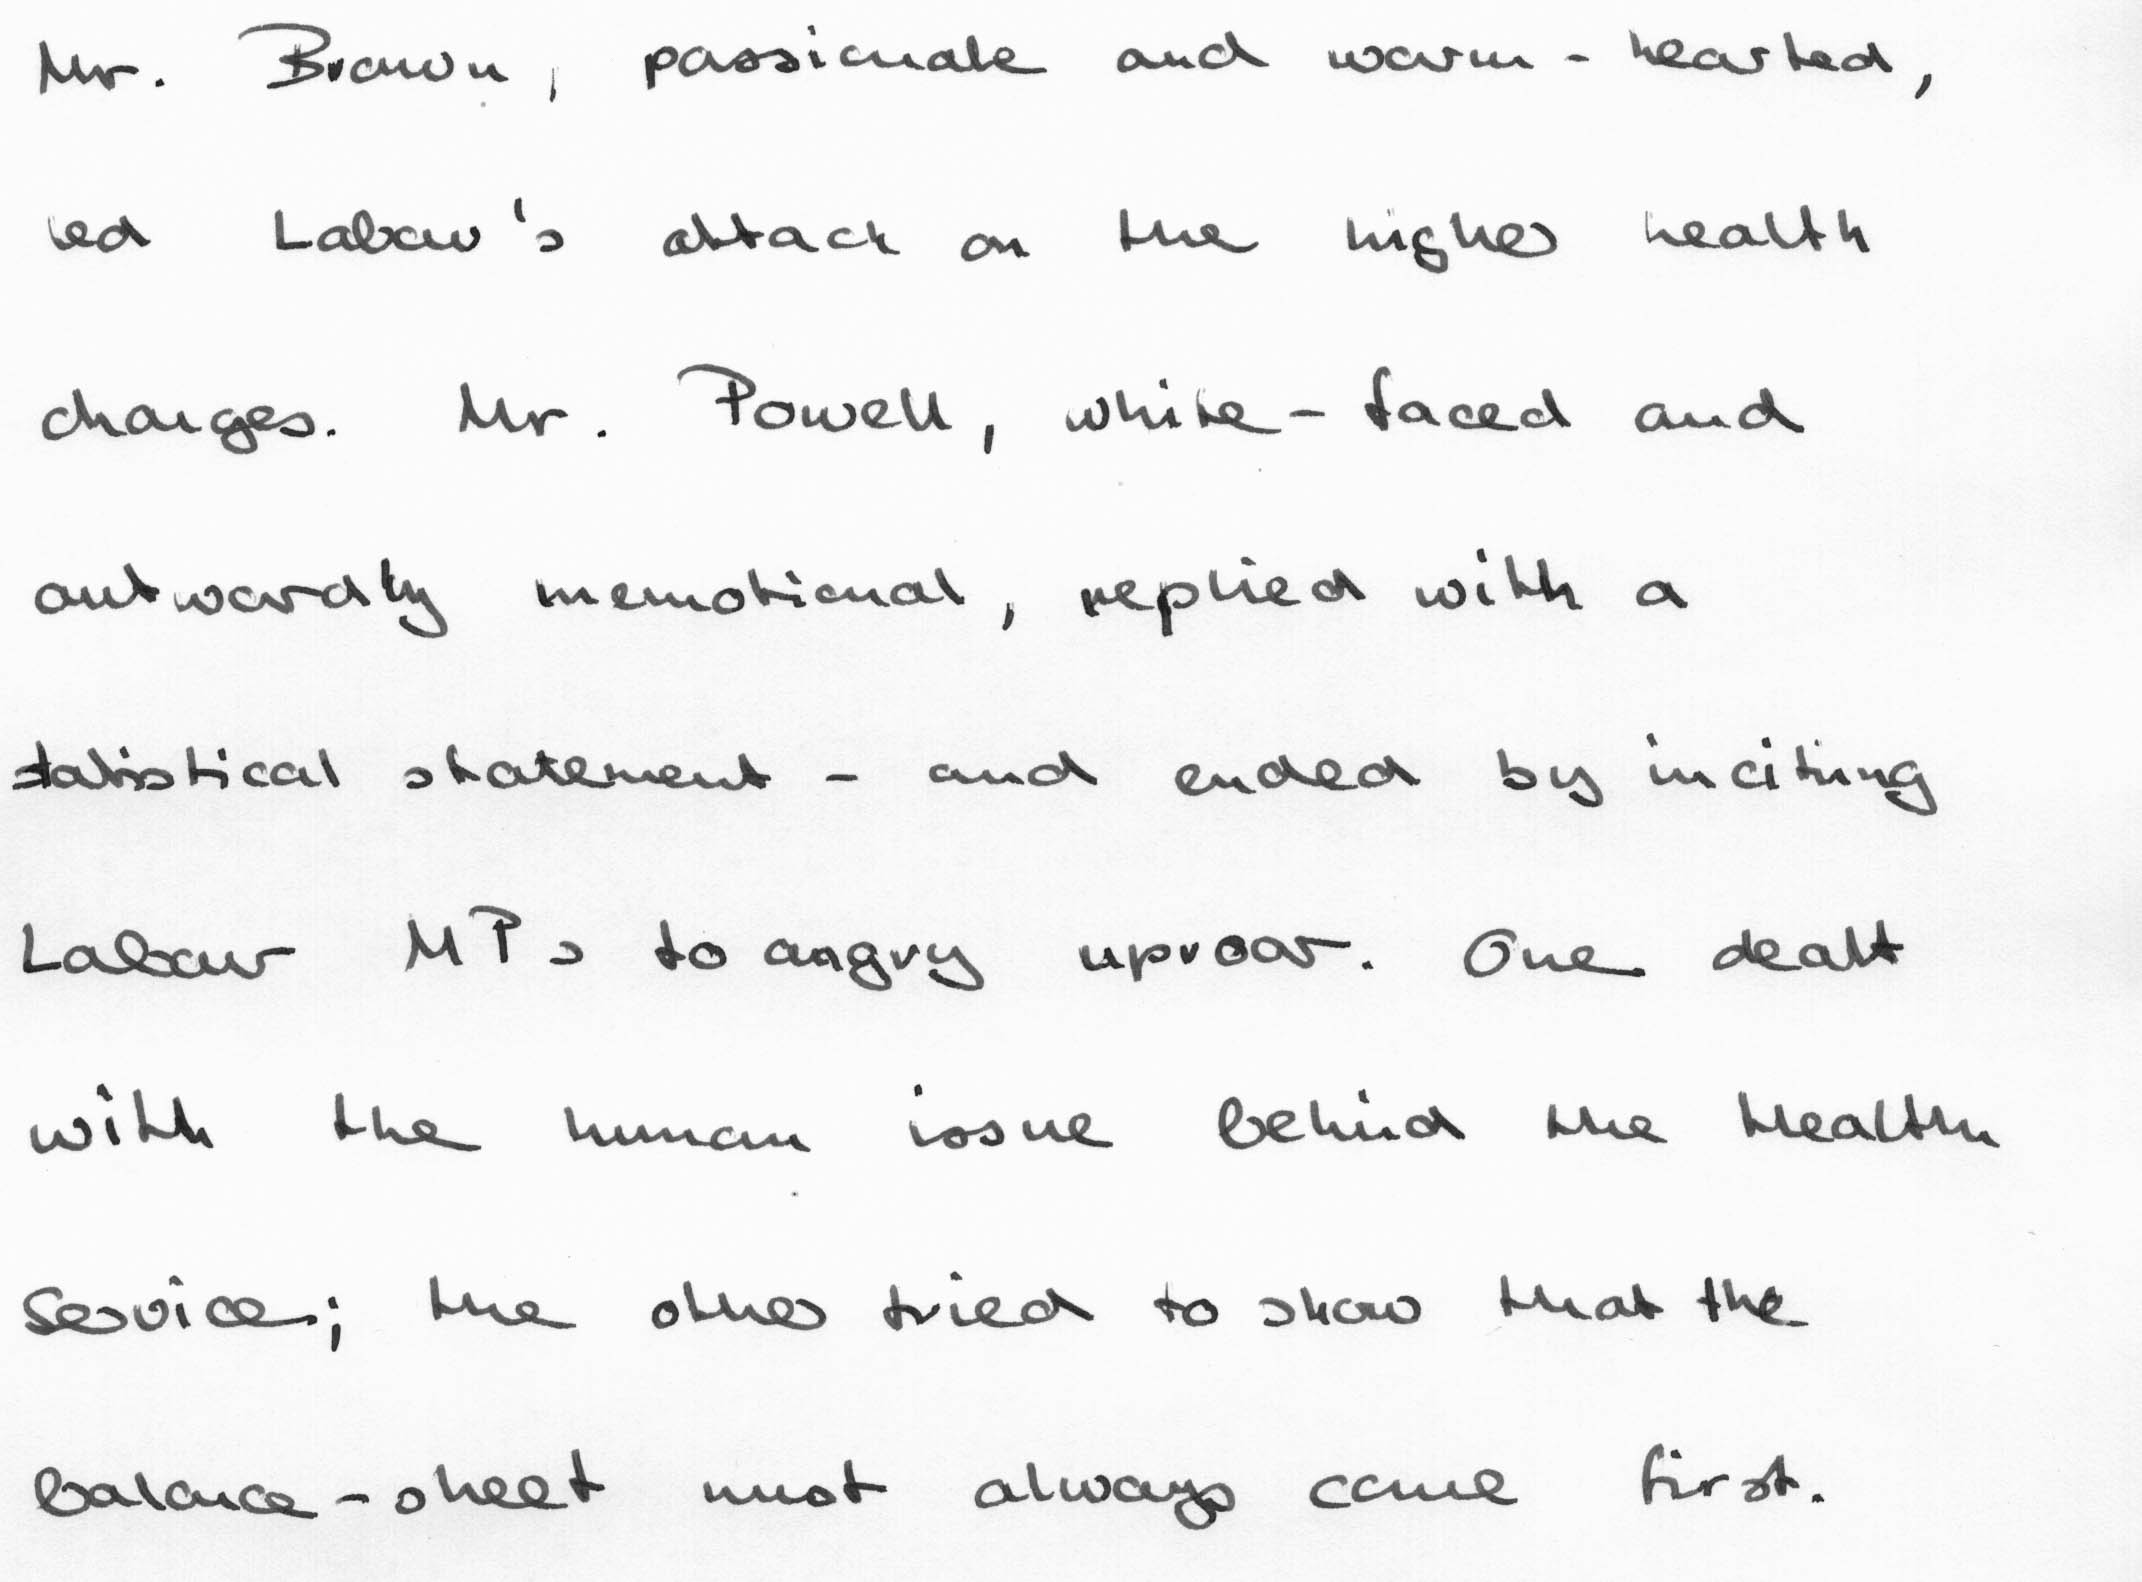 Mr. Brown, passionate and warm-hearted,
led Labour's attack on the higher health
charges. Mr. Powell, white-faced and
outwardly unemotional, replied with a
statistical statement - and ended by inciting
Labour MPs to angry uproar. One dealt
with the human issue behind the Health
Service; the other tried to show that the
balance-sheet must always come first.